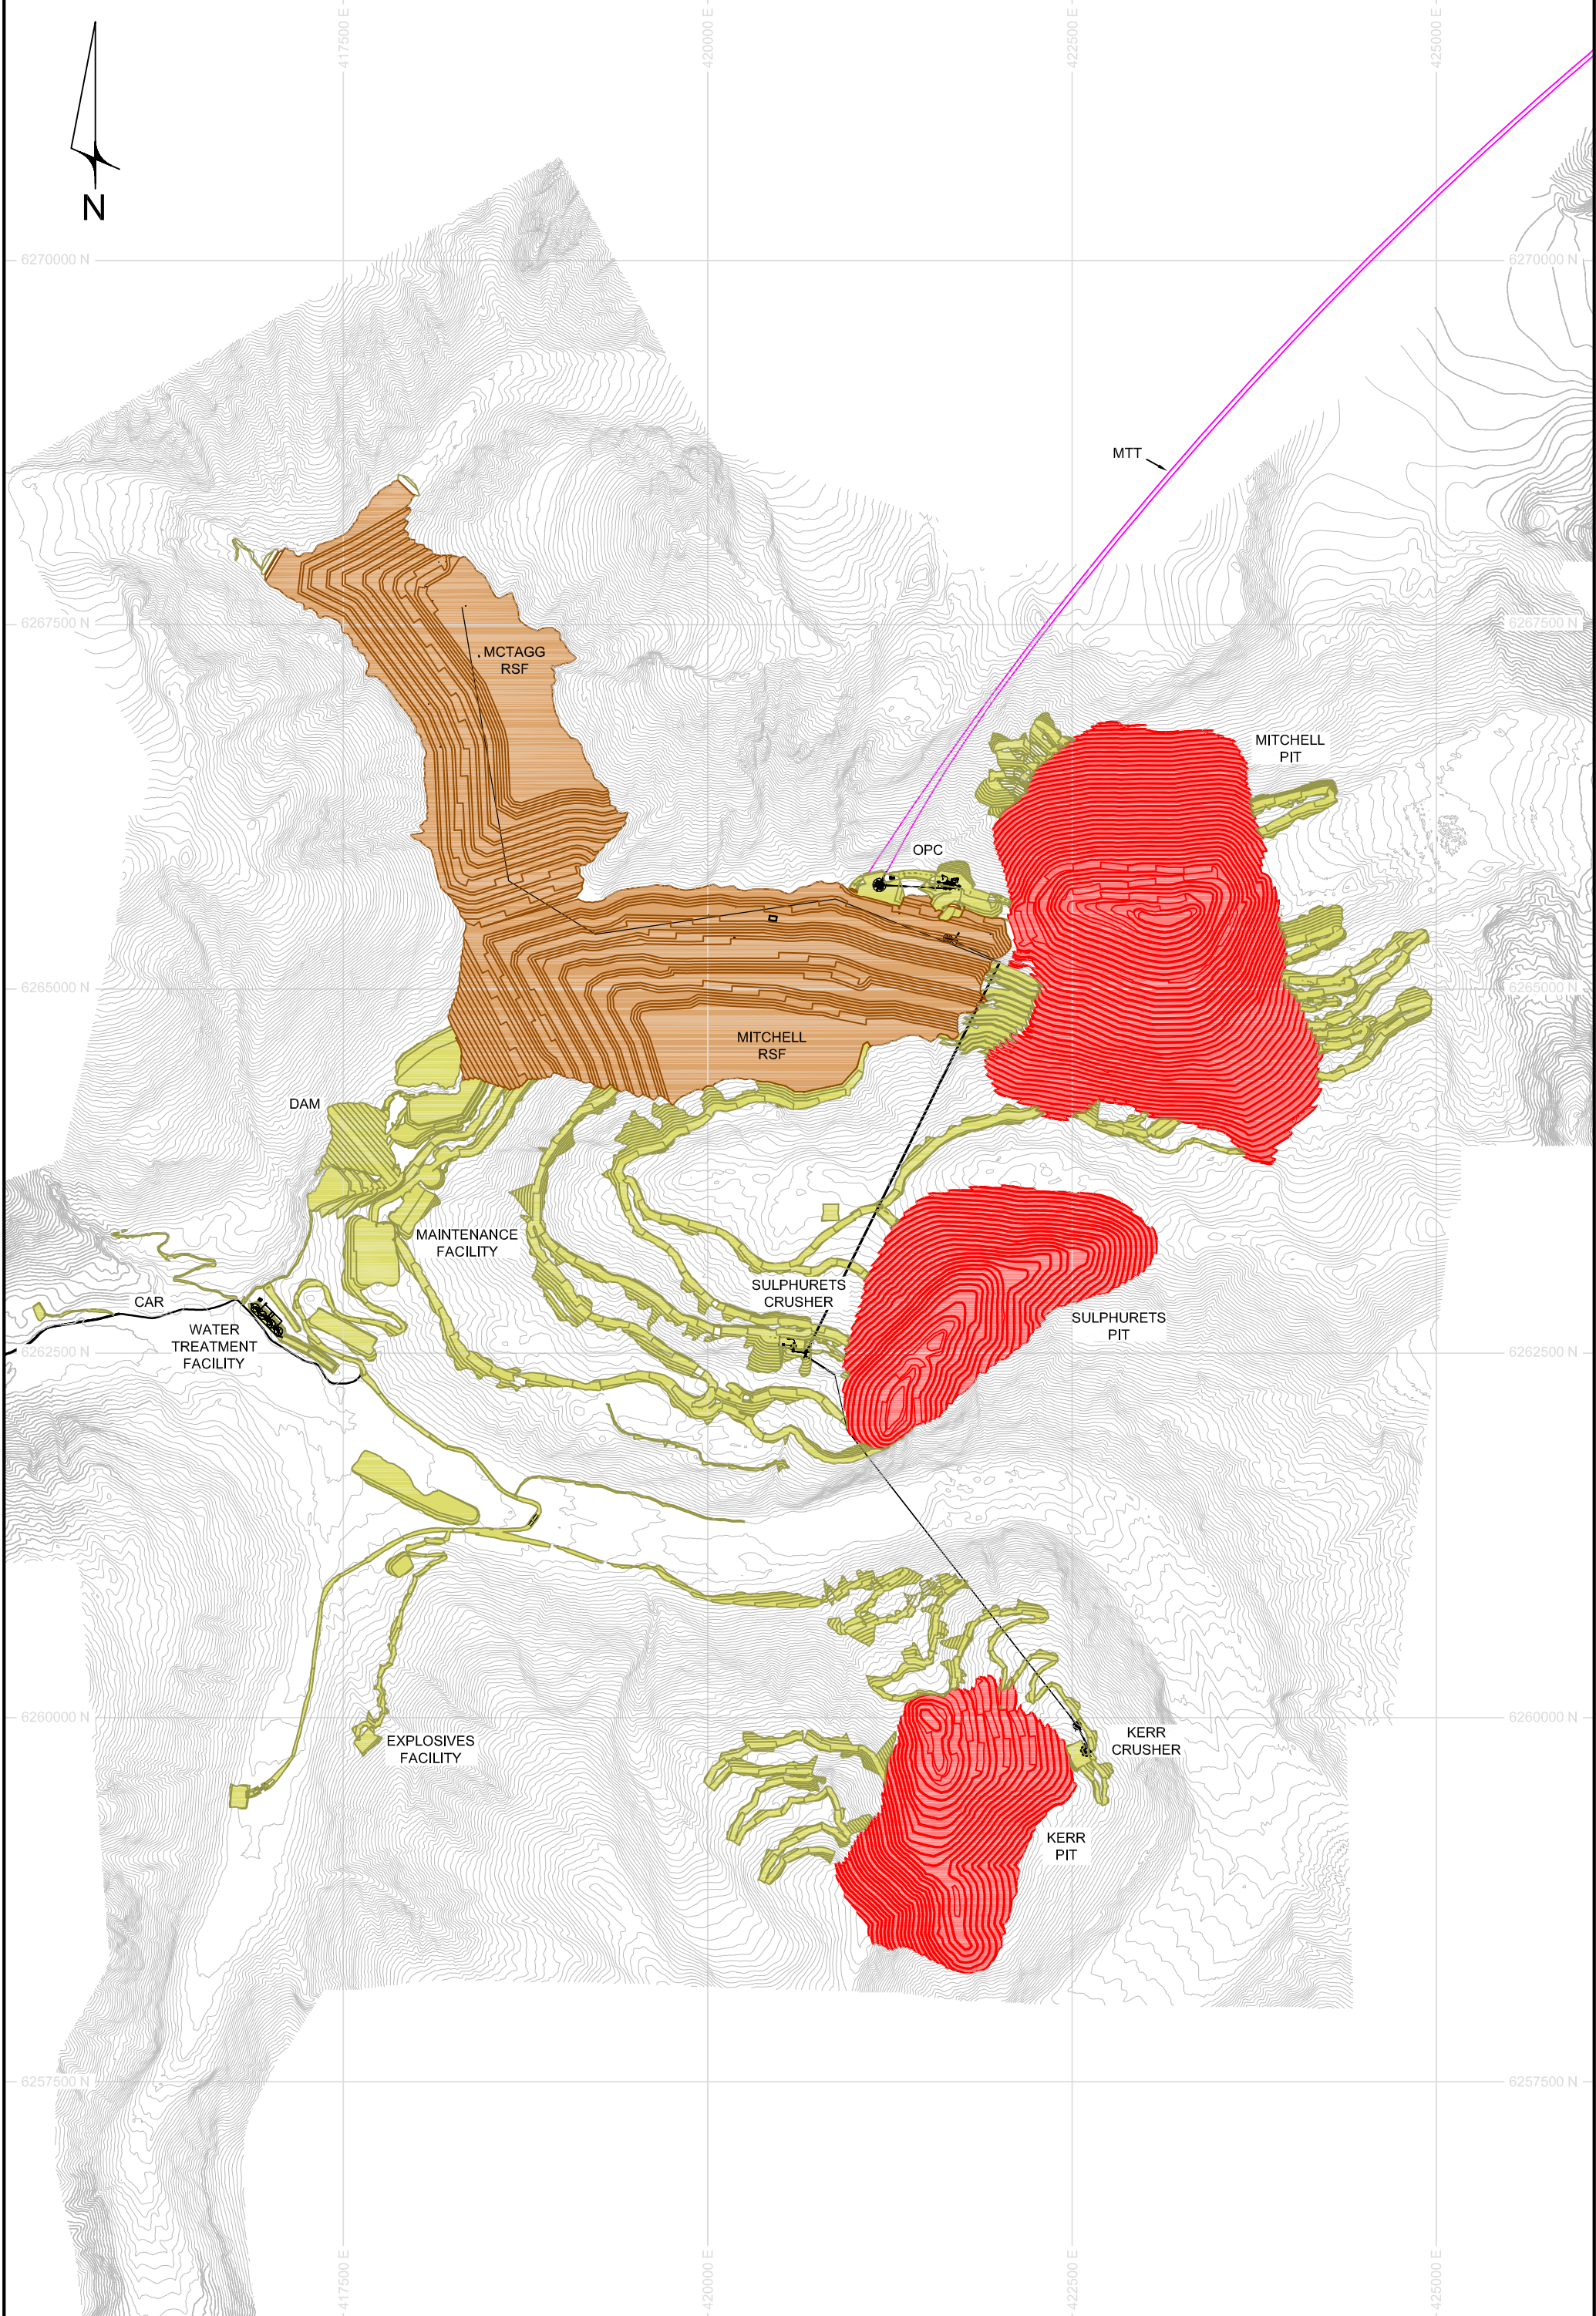 417500 E
420000 E
422500 E
425000 E
N
6270000 N
6270000 N
MTT
6267500 N
6267500 N
MCTAGG
RSF
MITCHELL
PIT
OPC
6265000 N
6265000 N
MITCHELL
RSF
DAM
MAINTENANCE
FACILITY
SULPHURETS
CRUSHER
CAR
SULPHURETS
PIT
WATER
TREATMENT
FACILITY
6262500 N
6262500 N
6260000 N
6260000 N
EXPLOSIVES
FACILITY
KERR
CRUSHER
KERR
PIT
6257500 N
6257500 N
417500 E
420000 E
422500 E
425000 E